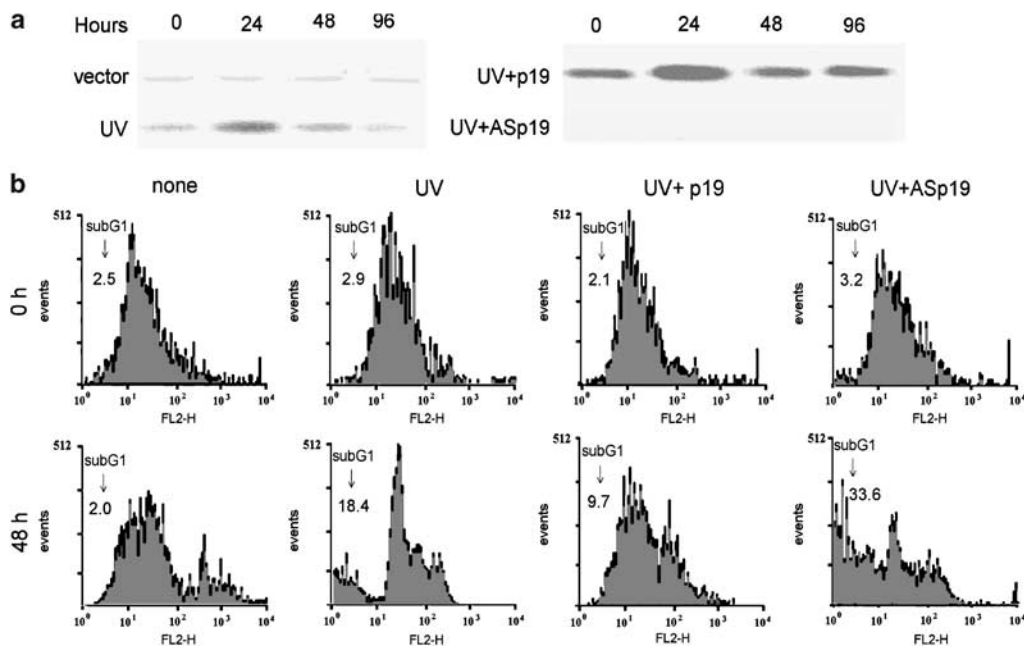 a
Hours 0 24 48 96
vector
UV
0 24 48 96
UV+p19
UV+ASp19
b
none UV UV+ p19 UV+ASp19
0 h
512
subG1
2.5
events
10⁰ 10¹ 10² 10³ 10⁴
FL2-H
512
subG1
2.9
events
10⁰ 10¹ 10² 10³ 10⁴
FL2-H
512
subG1
2.1
events
10⁰ 10¹ 10² 10³ 10⁴
FL2-H
512
subG1
3.2
events
10⁰ 10¹ 10² 10³ 10⁴
FL2-H
48 h
512
subG1
2.0
events
10⁰ 10¹ 10² 10³ 10⁴
FL2-H
512
subG1
18.4
events
10⁰ 10¹ 10² 10³ 10⁴
FL2-H
512
subG1
9.7
events
10⁰ 10¹ 10² 10³ 10⁴
FL2-H
512
subG1
33.6
events
10⁰ 10¹ 10² 10³ 10⁴
FL2-H